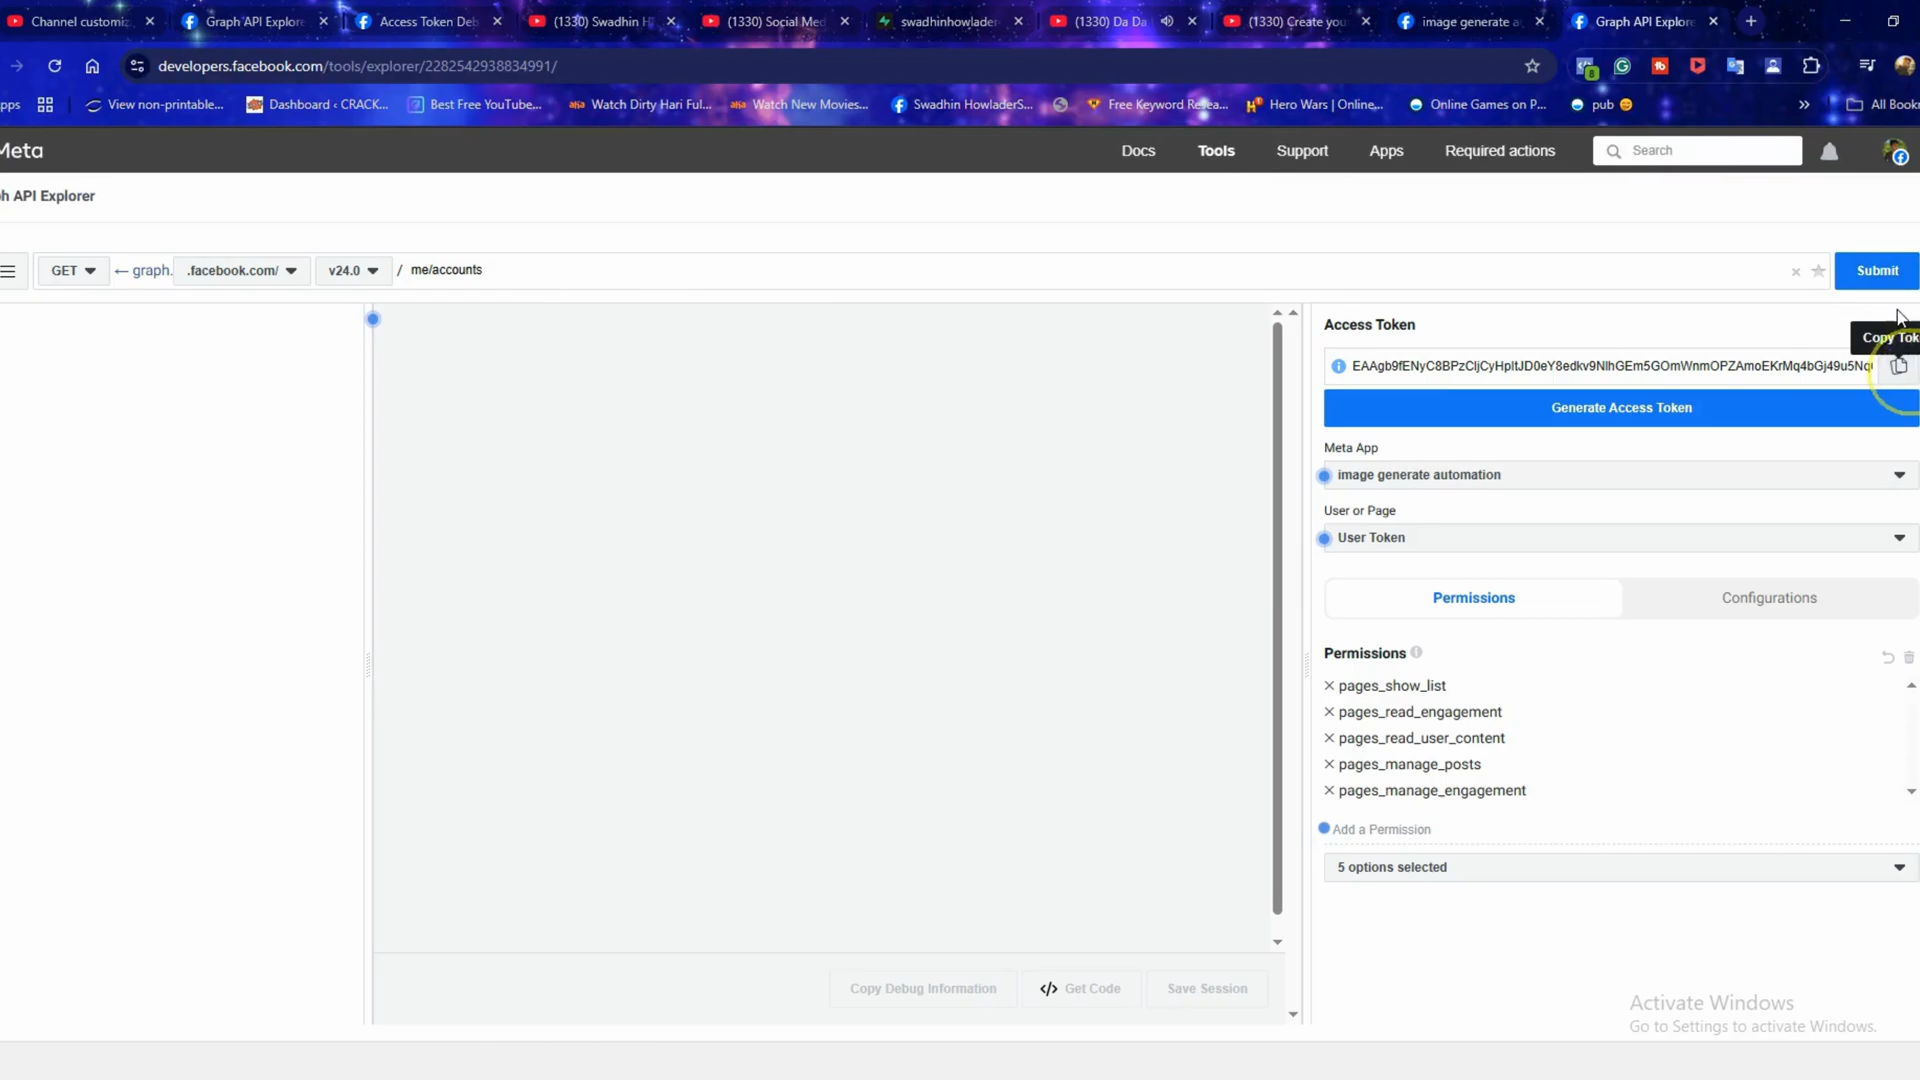 Channel customiz
Graph API Explore
Access Token Deb
(1330) Swadhin H
(1330) Social Med
swadhinhowlader
(1330) Da Da
(1330) Create you
image generate a
Graph API Explore
developers.facebook.com/tools/explorer/2282542938834991/
8
pps
View non-printable...
Dashboard ‹ CRACK...
Best Free YouTube...
Watch Dirty Hari Ful...
Watch New Movies...
Swadhin HowladerS...
Free Keyword Resea...
Hero Wars | Online...
Online Games on P...
pub
All Bookr
Meta
Docs
Tools
Support
Apps
Required actions
Search
h API Explorer
GET
←graph.
.facebook.com/
v24.0
/ me/accounts
Submit
Access Token
Copy Tok
Generate Access Token
Meta App
image generate automation
User or Page
User Token
Permissions
Configurations
Permissions
pages_show_list
pages_read_engagement
pages_read_user_content
pages_manage_posts
pages_manage_engagement
Add a Permission
5 options selected
Copy Debug Information
</> Get Code
Save Session
Activate Windows
Go to Settings to activate Windows.